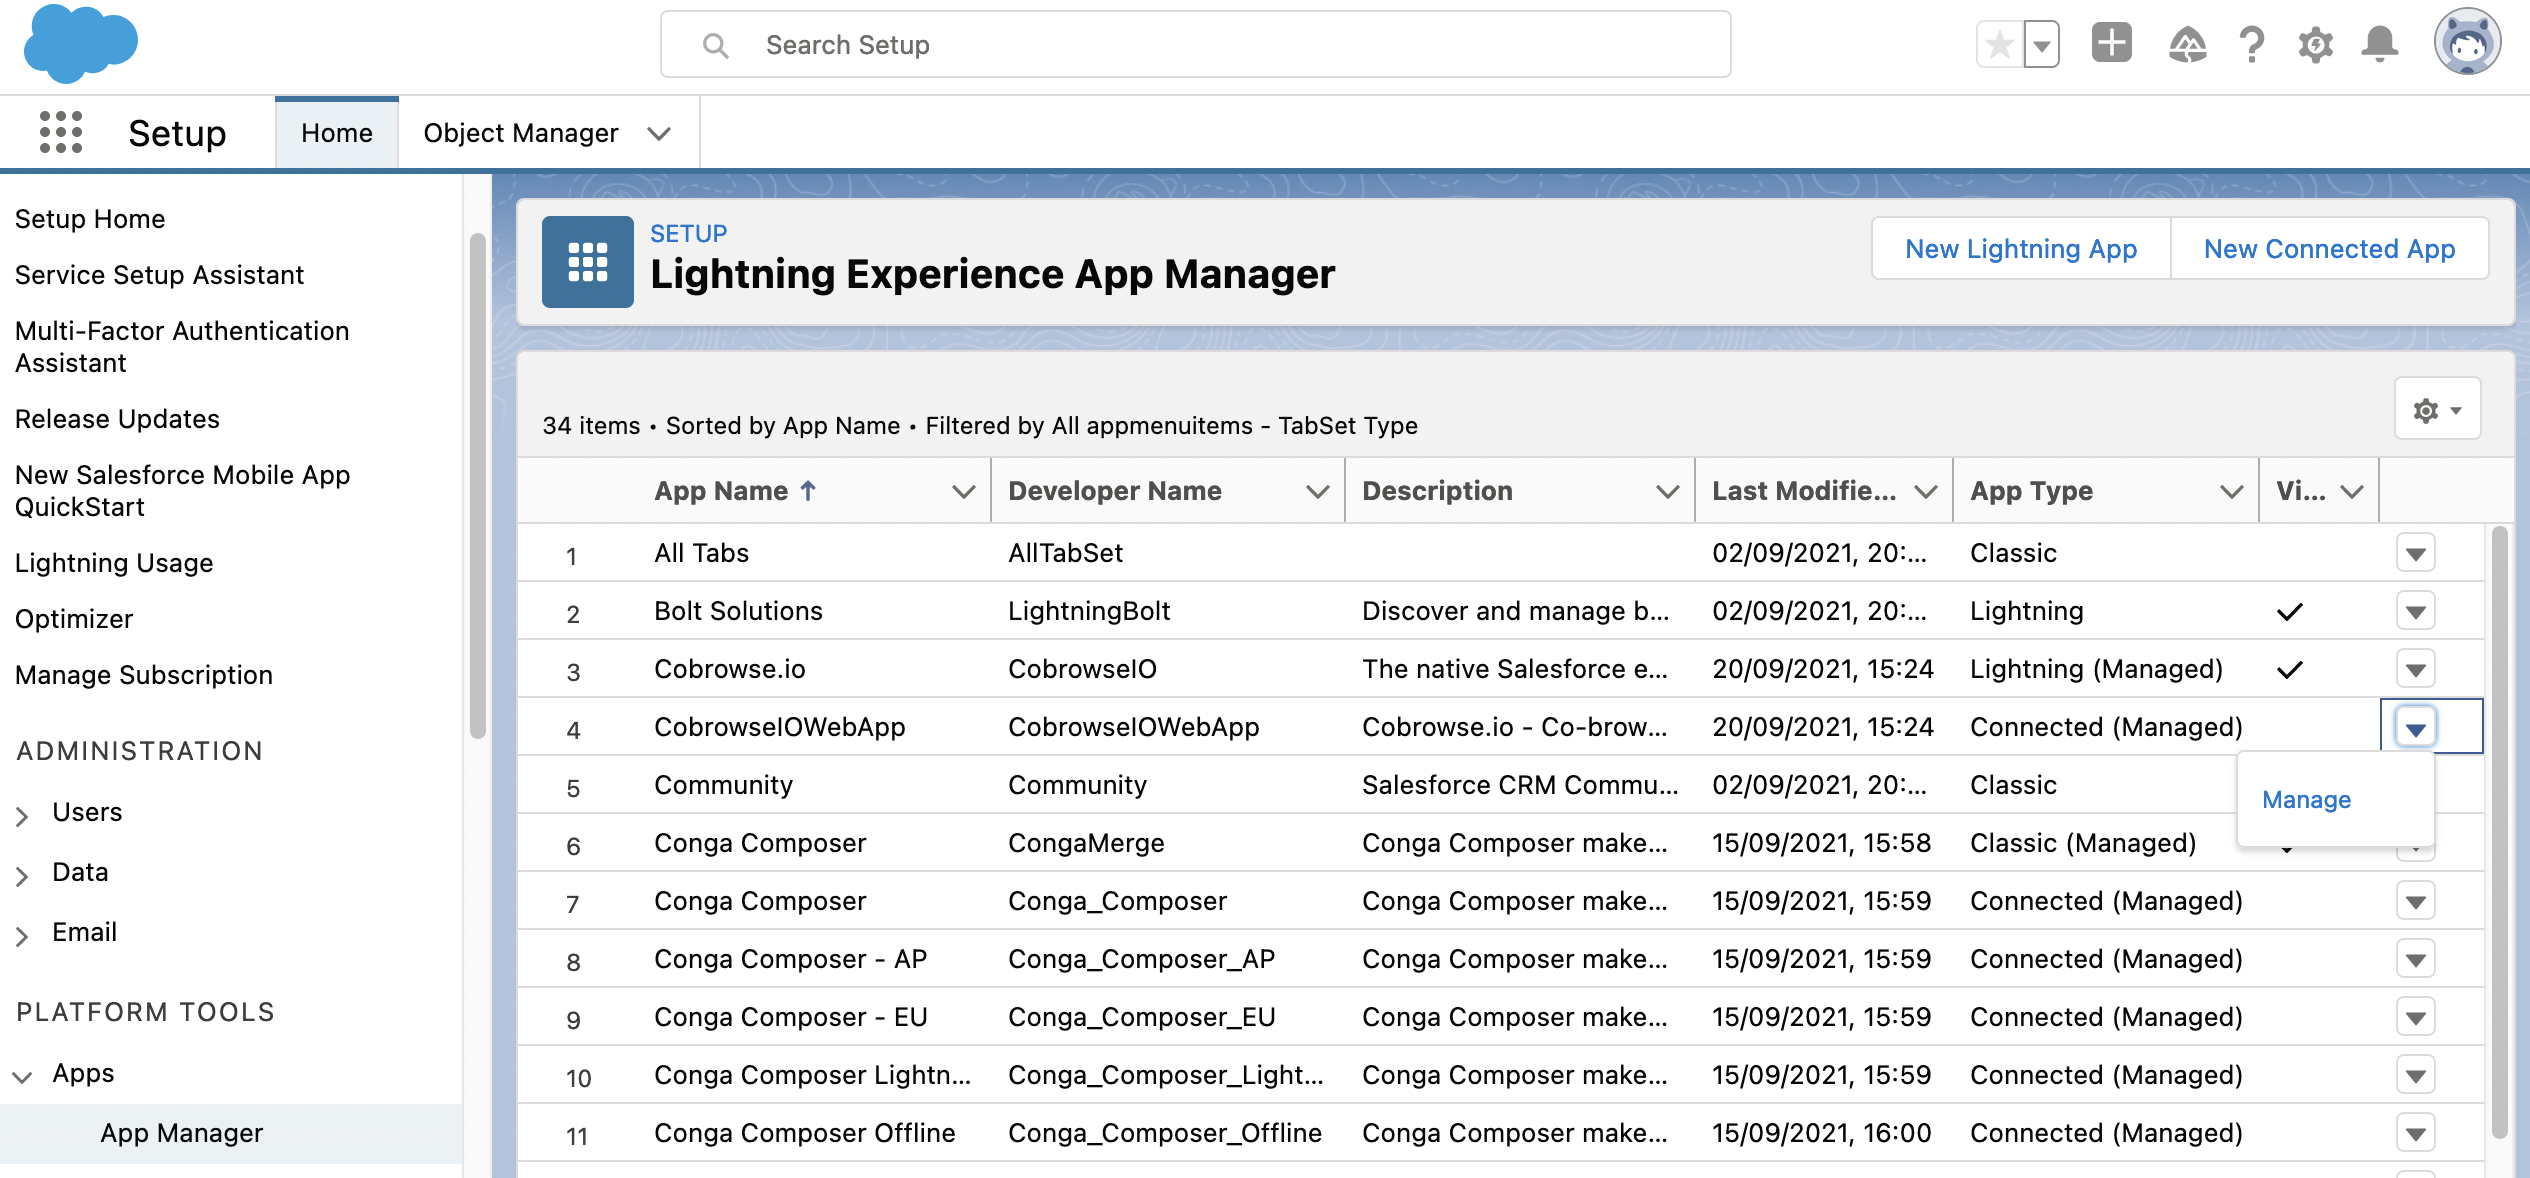 Search Setup
Setup
Home
Object Manager
Setup Home
Service Setup Assistant
Multi-Factor Authentication
Assistant
Release Updates
New Salesforce Mobile App
QuickStart
Lightning Usage
Optimizer
Manage Subscription
ADMINISTRATION
Users
Data
Email
PLATFORM TOOLS
Apps
App Manager
SETUP
Lightning Experience App Manager
New Lightning App
New Connected App
34 items • Sorted by App Name • Filtered by All appmenuitems - TabSet Type
App Name ↑ Developer Name Description Last Modifie... App Type Vi...
1 All Tabs AllTabSet 02/09/2021, 20:... Classic
2 Bolt Solutions LightningBolt Discover and manage b... 02/09/2021, 20:... Lightning
3 Cobrowse.io CobrowseIO The native Salesforce e... 20/09/2021, 15:24 Lightning (Managed)
4 CobrowseIOWebApp CobrowseIOWebApp Cobrowse.io - Co-brow... 20/09/2021, 15:24 Connected (Managed)
5 Community Community Salesforce CRM Commu... 02/09/2021, 20:... Classic
Manage
6 Conga Composer CongaMerge Conga Composer make... 15/09/2021, 15:58 Classic (Managed)
7 Conga Composer Conga_Composer Conga Composer make... 15/09/2021, 15:59 Connected (Managed)
8 Conga Composer - AP Conga_Composer_AP Conga Composer make... 15/09/2021, 15:59 Connected (Managed)
9 Conga Composer - EU Conga_Composer_EU Conga Composer make... 15/09/2021, 15:59 Connected (Managed)
10 Conga Composer Lightn... Conga_Composer_Light... Conga Composer make... 15/09/2021, 15:59 Connected (Managed)
11 Conga Composer Offline Conga_Composer_Offline Conga Composer make... 15/09/2021, 16:00 Connected (Managed)